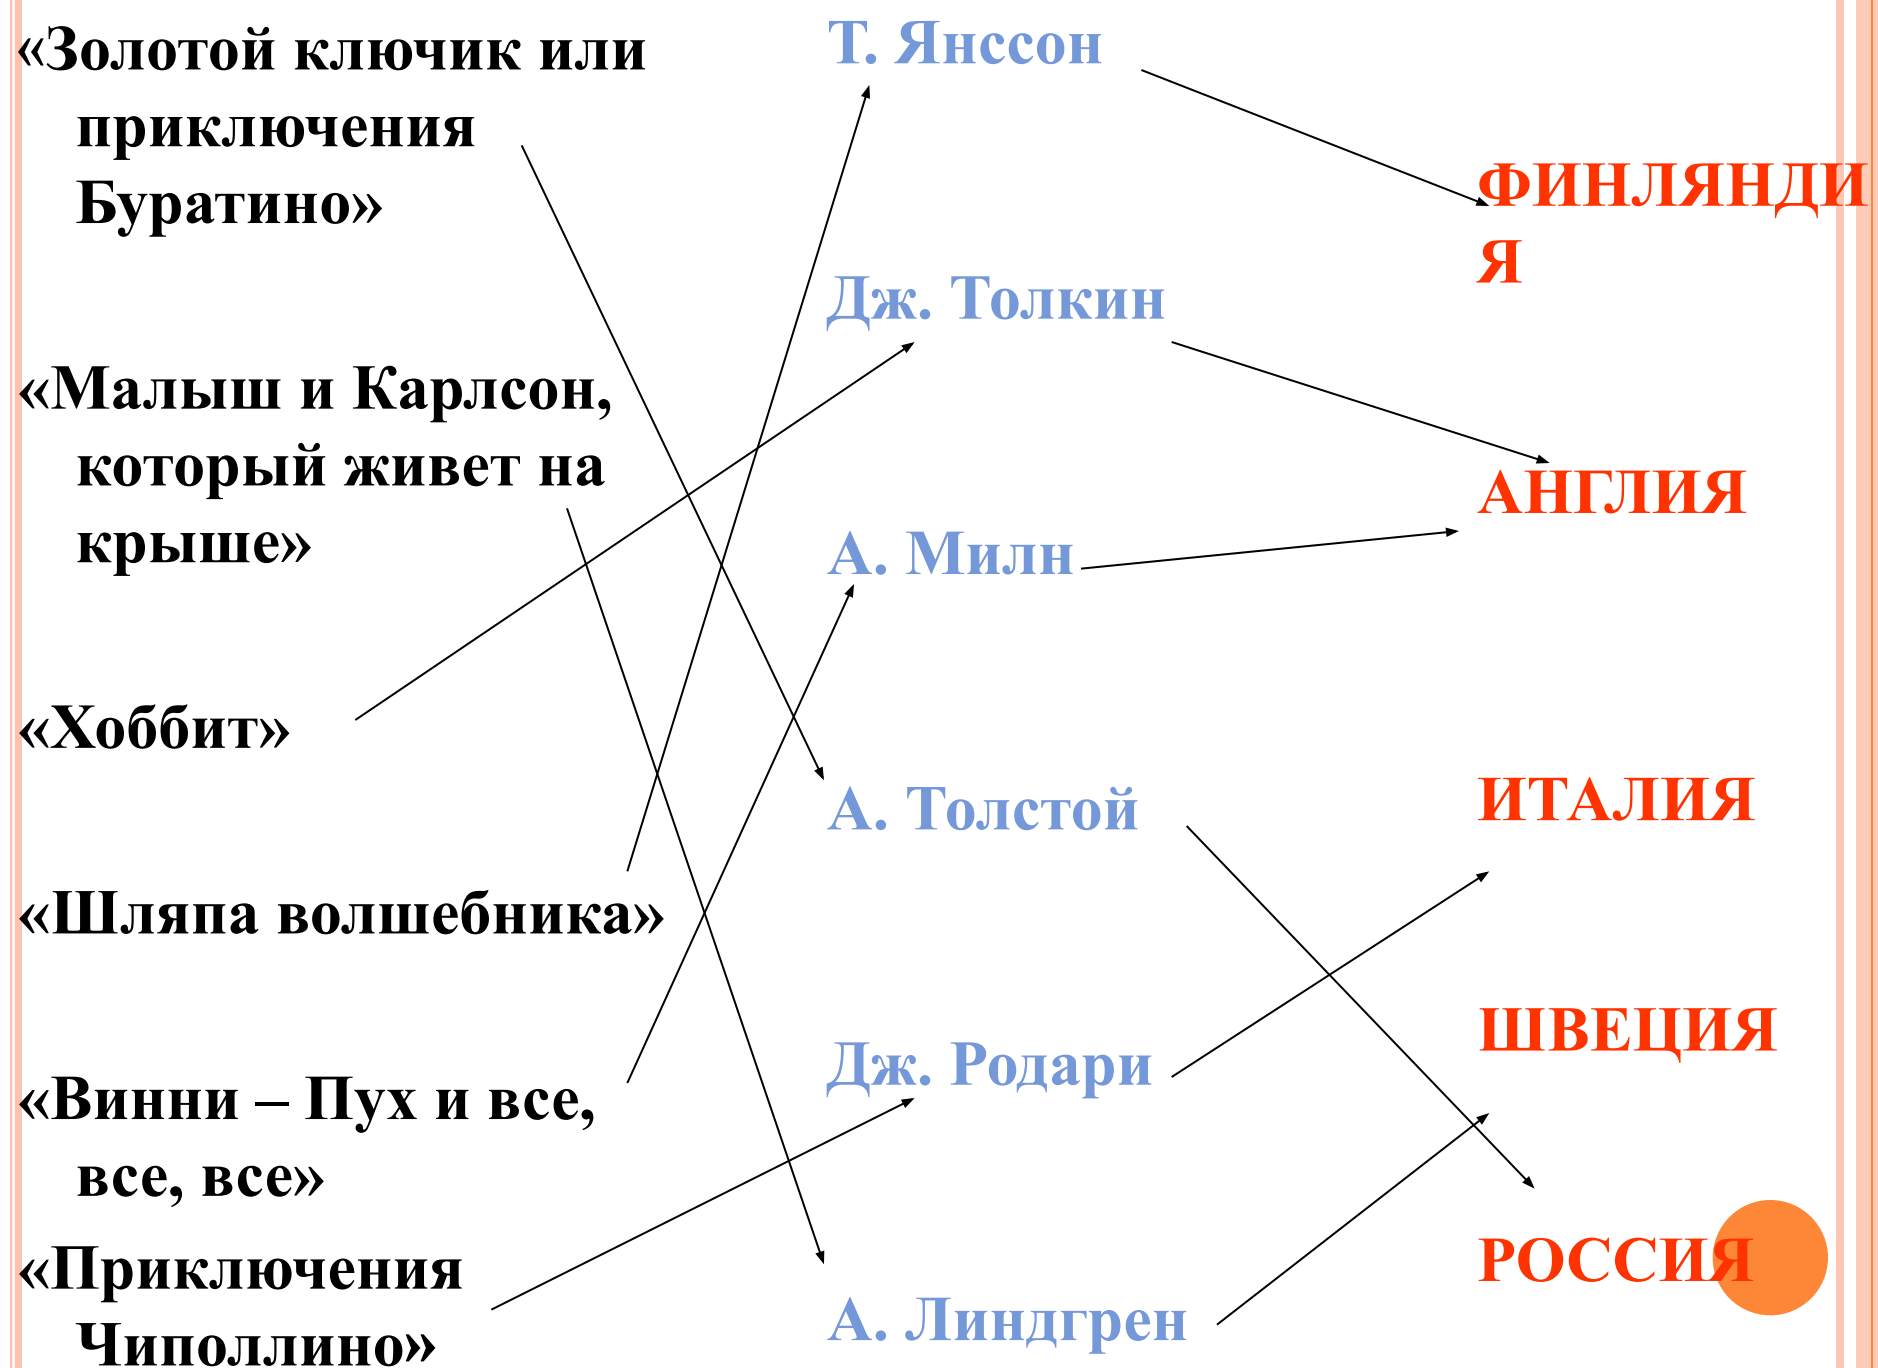 «Золотой ключик или
приключения
Буратино»
«Малыш и Карлсон,
который живет на
крыше»
«Хоббит»
«Шляпа волшебника»
«Винни – Пух и все,
все, все»
«Приключения
Чиполлино»
Т. Янссон
Дж. Толкин
А. Милн
А. Толстой
Дж. Родари
А. Линдгрен
ФИНЛЯНДИ
Я
АНГЛИЯ
ИТАЛИЯ
ШВЕЦИЯ
РОССИЯ